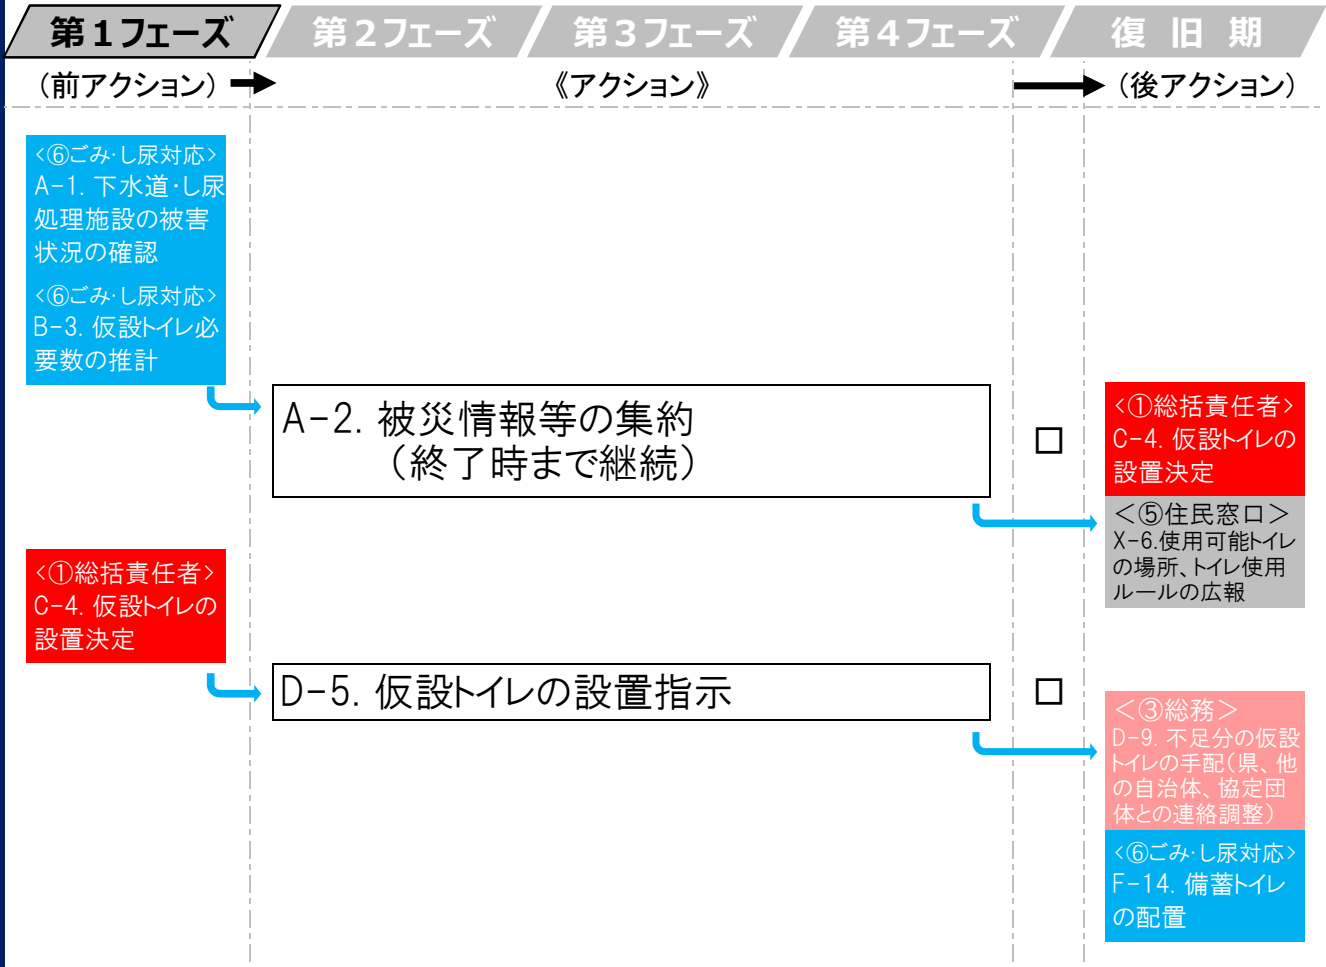 第１フェーズ
第２フェーズ
第３フェーズ
第４フェーズ
復 旧 期
(前アクション)
《アクション》
(後アクション)
<⑥ごみ・し尿対応>
A-1. 下水道・し尿
処理施設の被害
状況の確認
<⑥ごみ・し尿対応>
B-3. 仮設トイレ必
要数の推計
A-2. 被災情報等の集約
（終了時まで継続）
□
<①総括責任者>
C-4. 仮設トイレの
設置決定
＜⑤住民窓口＞
X-6.使用可能トイレ
の場所、トイレ使用
ルールの広報
<①総括責任者>
C-4. 仮設トイレの
設置決定
D-5. 仮設トイレの設置指示
□
＜③総務＞
D-9. 不足分の仮設
トイレの手配（県、他
の自治体、協定団
体との連絡調整）
<⑥ごみ・し尿対応>
F-14. 備蓄トイレ
の配置